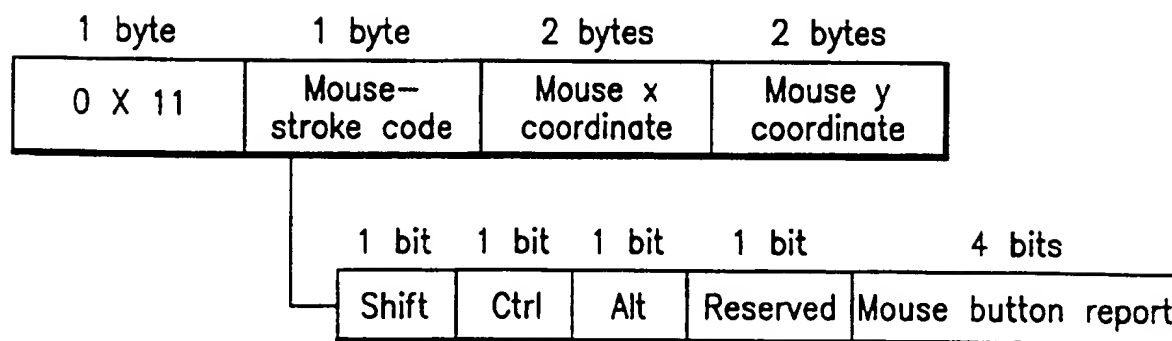 1 byte 1 byte 2 bytes 2 bytes
0 X 11 Mouse- Mouse x Mouse y
stroke code coordinate coordinate
1 bit 1 bit 1 bit 1 bit 4 bits
Shift Ctrl Alt Reserved Mouse button report